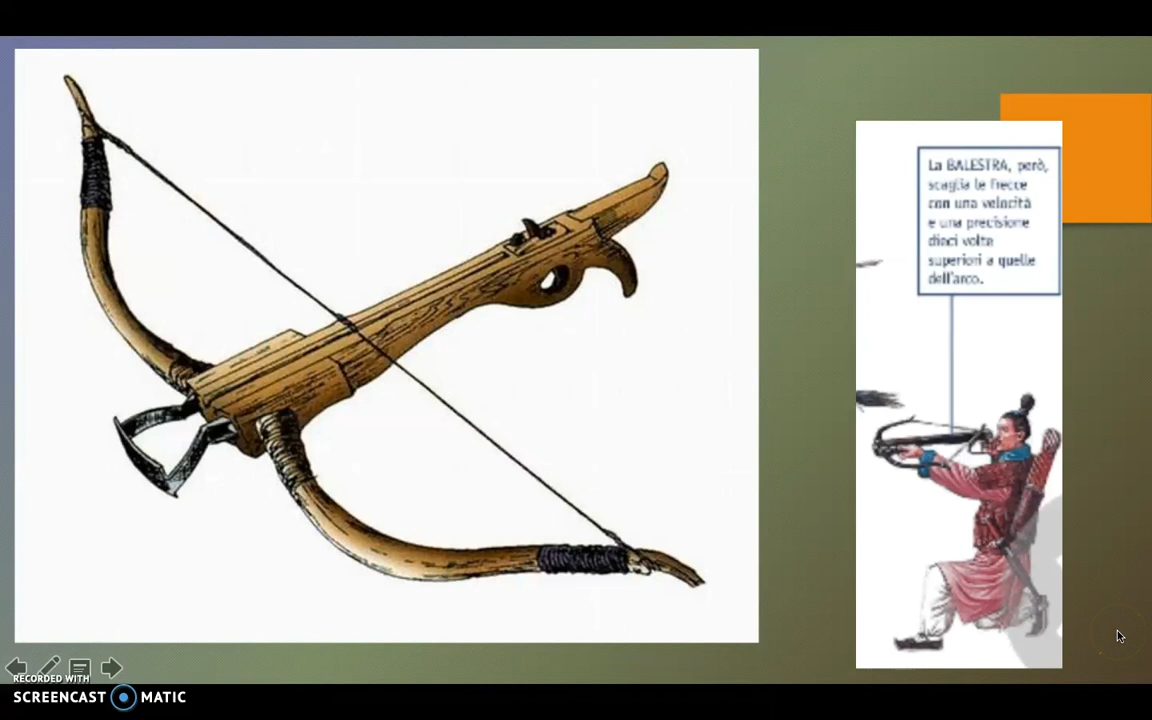 La BALESTRA, però,
scaglia le frecce
con una velocità
e una precisione
dieci volte
superiori a quelle
dell'arco.
RECORDED WITH
SCREENCAST MATIC